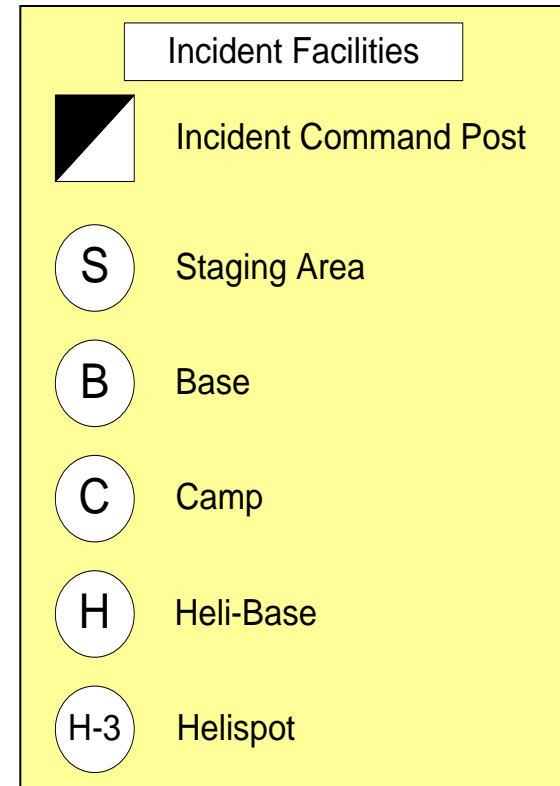 Incident Facilities
Incident Command Post
S Staging Area
B Base
C Camp
H Heli-Base
H-3 Helispot